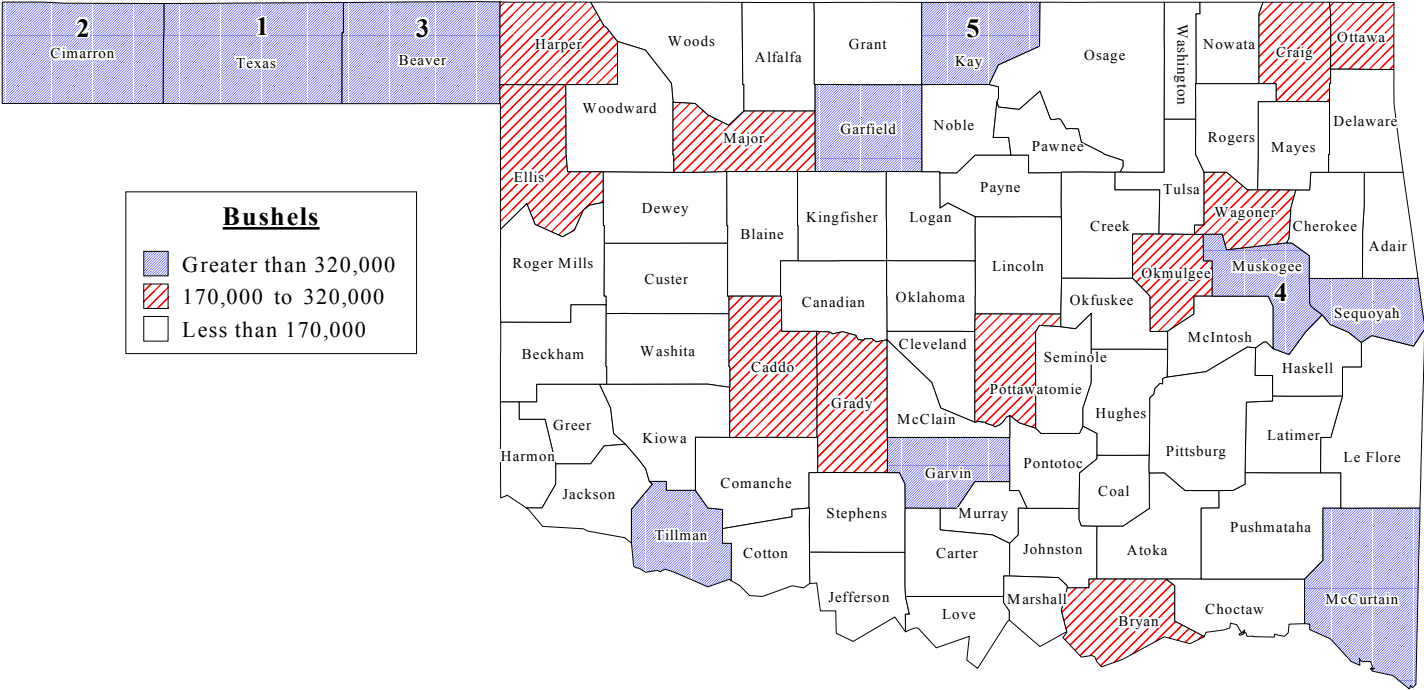 2
1
3
5
Cimarron
Texas
Beaver
Harper
Woods
Alfalfa
Grant
Kay
Osage
Washington
Nowata
Craig
Ottawa
Woodward
Major
Garfield
Noble
Pawnee
Rogers
Mayes
Delaware
Ellis
Dewey
Blaine
Kingfisher
Logan
Payne
Creek
Tulsa
Wagoner
Cherokee
Adair
Bushels
Greater than 320,000
170,000 to 320,000
Less than 170,000
Roger Mills
Custer
Canadian
Oklahoma
Lincoln
Okfuskee
Okmulgee
Muskogee
4
Sequoyah
Beckham
Washita
Caddo
Grady
Cleveland
Pottawatomie
Seminole
McIntosh
Haskell
Harmon
Greer
Kiowa
McClain
Hughes
Pittsburg
Latimer
Le Flore
Jackson
Comanche
Garvin
Pontotoc
Coal
Tillman
Cotton
Stephens
Murray
Carter
Johnston
Atoka
Pushmataha
Jefferson
Love
Marshall
Bryan
Choctaw
McCurtain